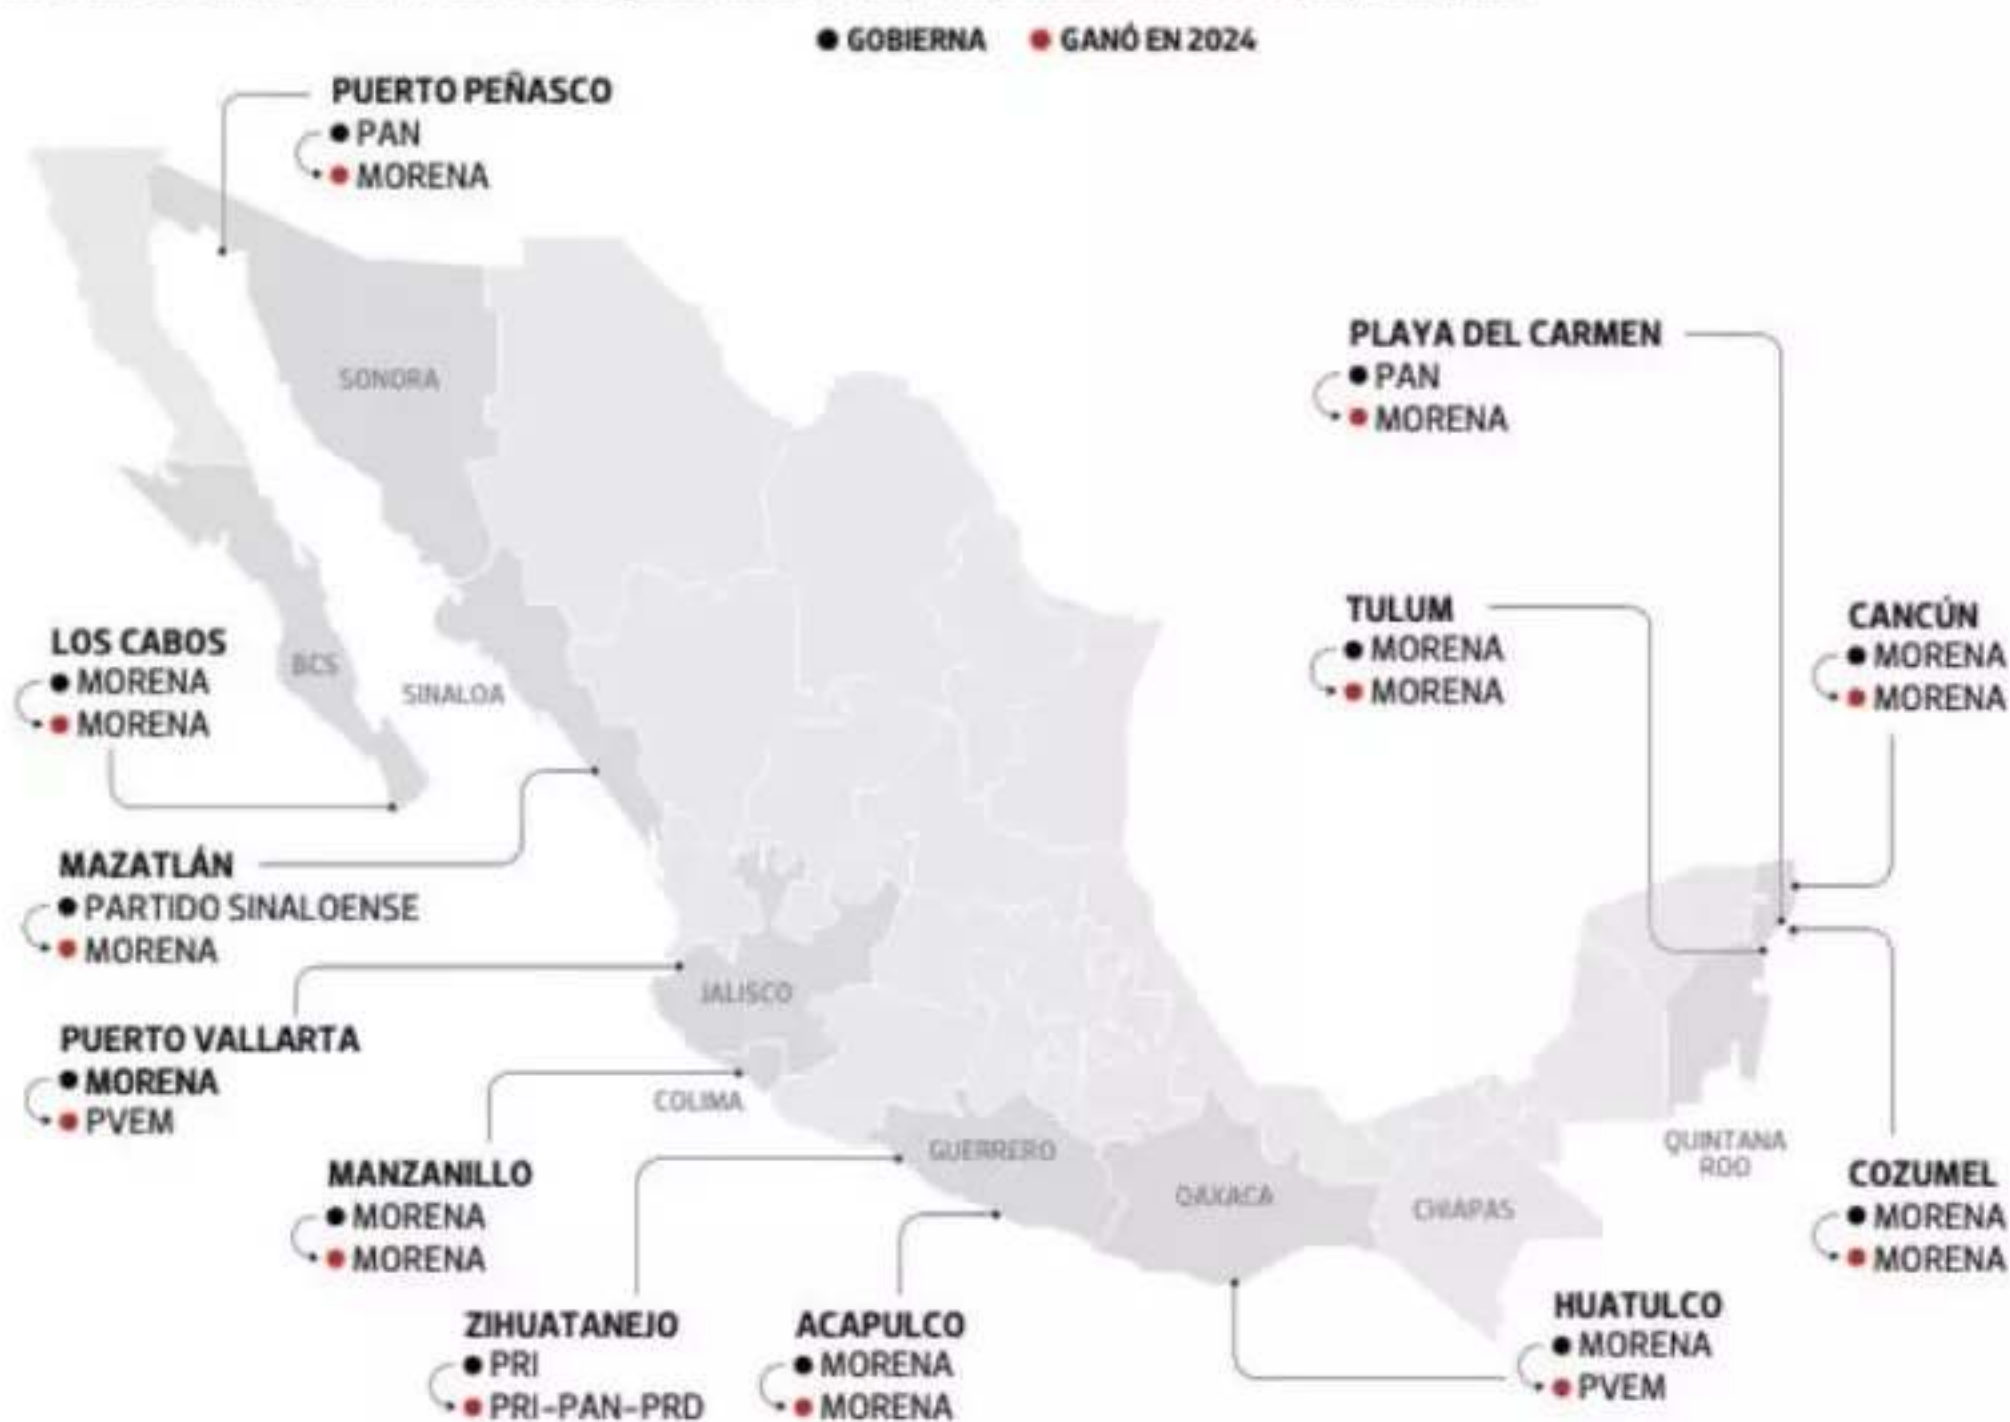 GOBIERNA GANÓ EN 2024
PUERTO PEÑASCO
PAN
MORENA
SONORA
PLAYA DEL CARMEN
PAN
MORENA
TULUM
MORENA
MORENA
CANCÚN
MORENA
MORENA
LOS CABOS
MORENA
MORENA
BCS
SINALOA
MAZATLÁN
PARTIDO SINALOENSE
MORENA
JALISCO
PUERTO VALLARTA
MORENA
PVEM
COLIMA
MANZANILLO
MORENA
MORENA
GUERRERO
OAXACA
CHIAPAS
QUINTANA
ROO
COZUMEL
MORENA
MORENA
ZIHUATANEJO
PRI
PRI-PAN-PRD
ACAPULCO
MORENA
MORENA
HUATULCO
MORENA
PVEM